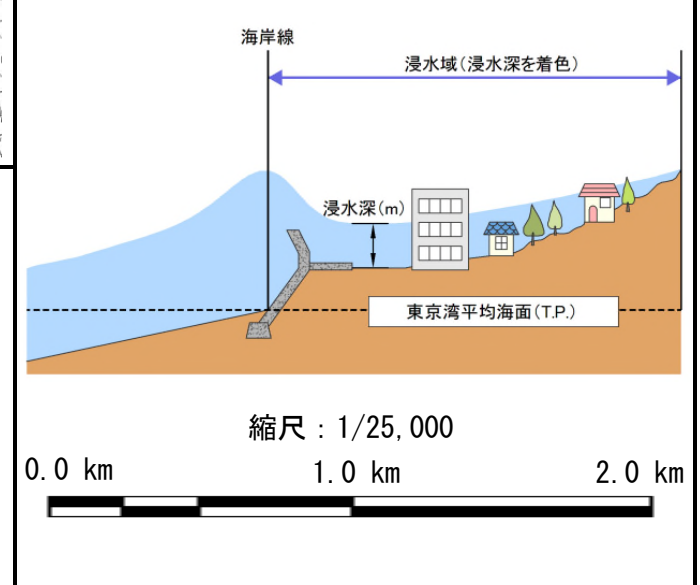 海岸線
浸水域(浸水深を着色)
浸水深(m)
東京湾平均海面(T.P.)
縮尺：1/25,000
0.0 km 1.0 km 2.0 km